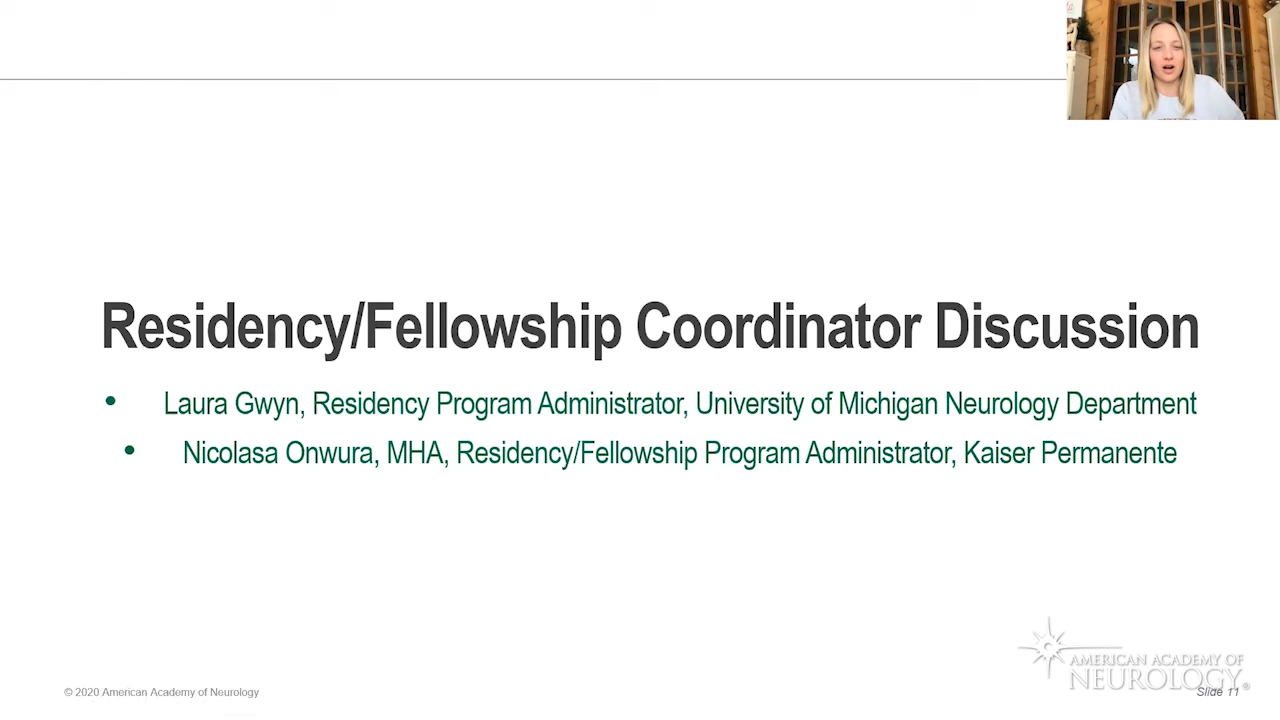 Residency/Fellowship Coordinator Discussion
• Laura Gwyn, Residency Program Administrator, University of Michigan Neurology Department
• Nicolasa Onwura, MHA, Residency/Fellowship Program Administrator, Kaiser Permanente
AMERICAN ACADEMY OF
NEUROLOGY®
© 2020 American Academy of Neurology
Slide 11